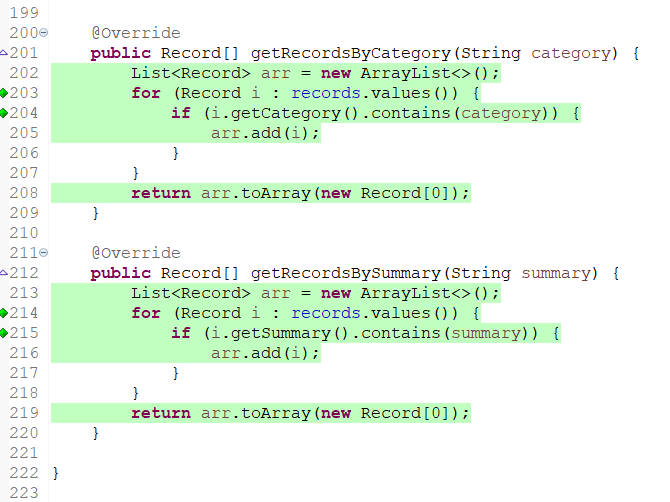 199
200    @Override
201    public Record[] getRecordsByCategory(String category) {
202        List<Record> arr = new ArrayList<>();
203        for (Record i : records.values()) {
204            if (i.getCategory().contains(category)) {
205                arr.add(i);
206            }
207        }
208        return arr.toArray(new Record[0]);
209    }
210
211    @Override
212    public Record[] getRecordsBySummary(String summary) {
213        List<Record> arr = new ArrayList<>();
214        for (Record i : records.values()) {
215            if (i.getSummary().contains(summary)) {
216                arr.add(i);
217            }
218        }
219        return arr.toArray(new Record[0]);
220    }
221
222 }
223